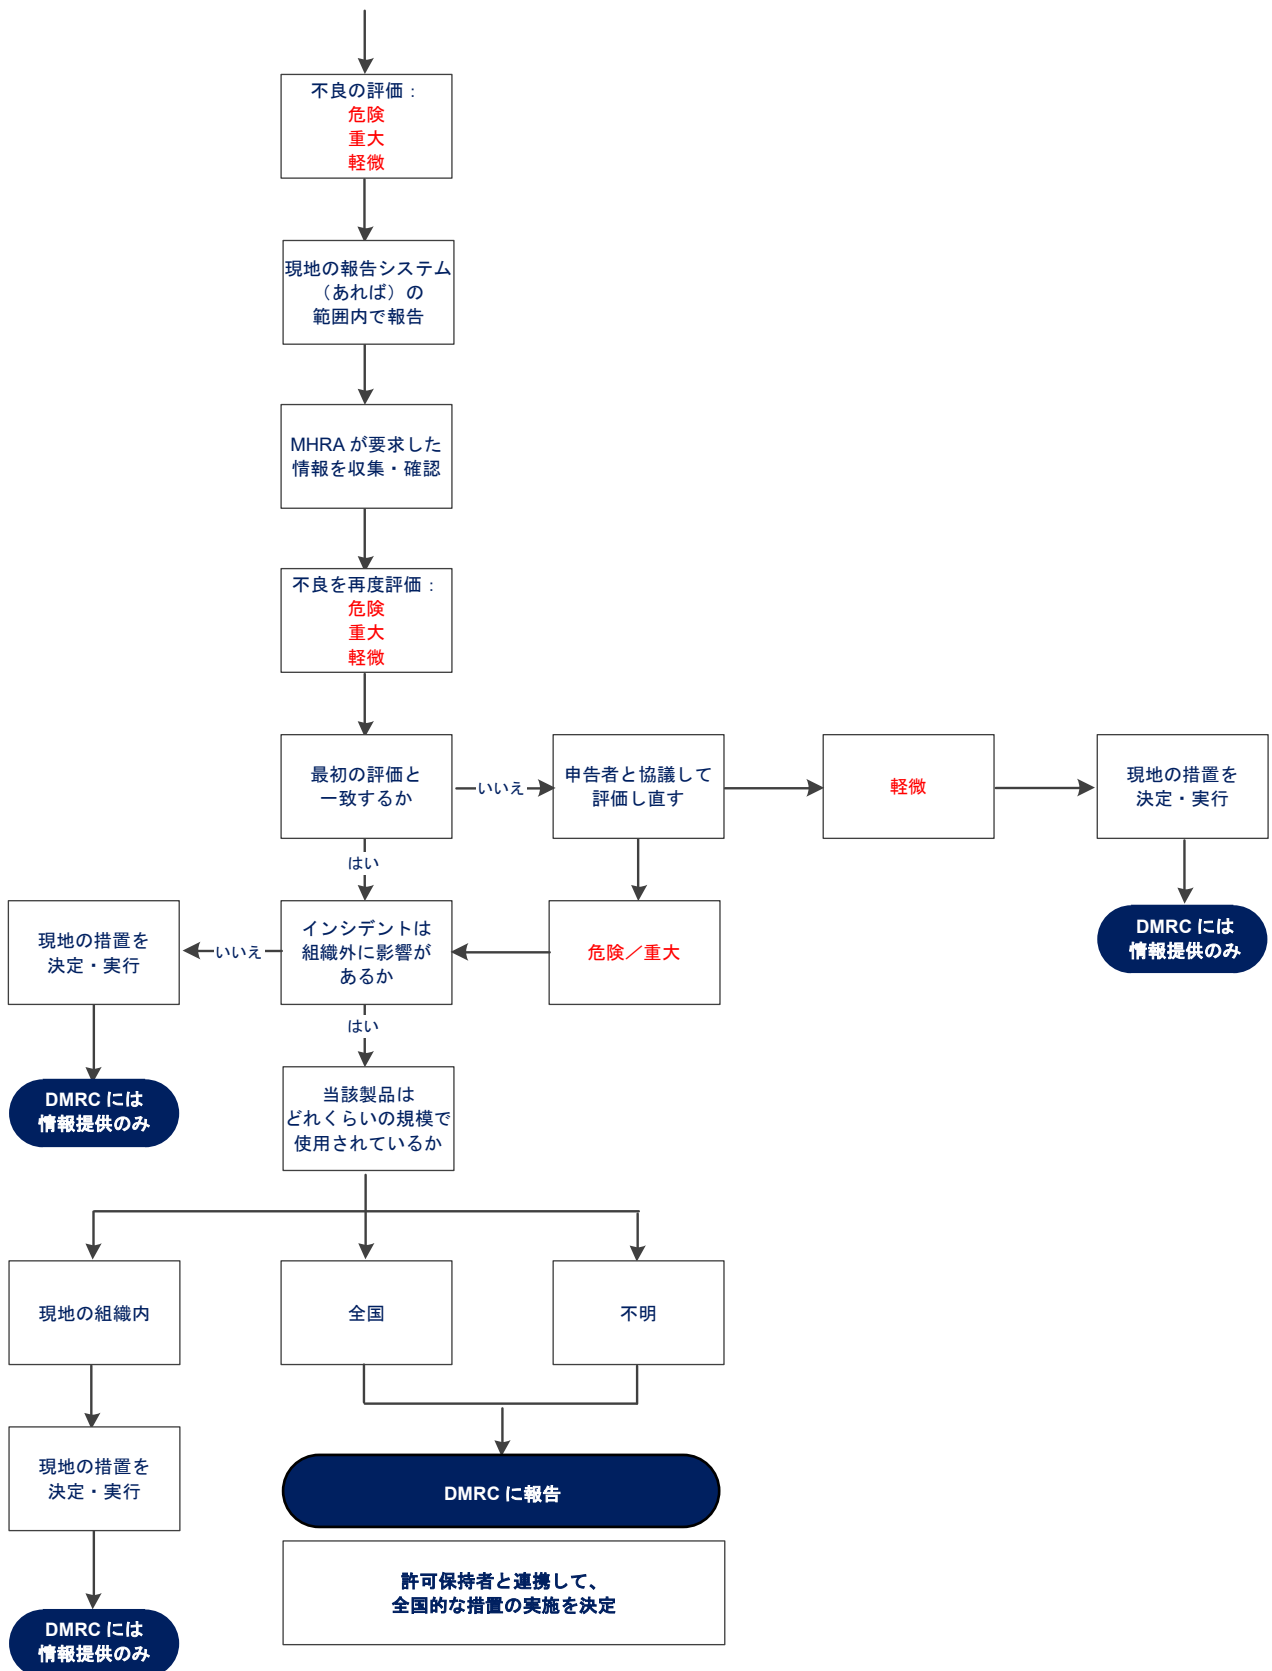 不良の評価：
危険
重大
軽微
現地の報告システム
（あれば）の
範囲内で報告
MHRA が要求した
情報を収集・確認
不良を再度評価：
危険
重大
軽微
最初の評価と
一致するか
いいえ
申告者と協議して
評価し直す
軽微
現地の措置を
決定・実行
はい
DMRC には
情報提供のみ
現地の措置を
決定・実行
いいえ
インシデントは
組織外に影響が
あるか
危険／重大
はい
DMRC には
情報提供のみ
当該製品は
どれくらいの規模で
使用されているか
現地の組織内
全国
不明
現地の措置を
決定・実行
DMRC に報告
許可保持者と連携して、
全国的な措置の実施を決定
DMRC には
情報提供のみ